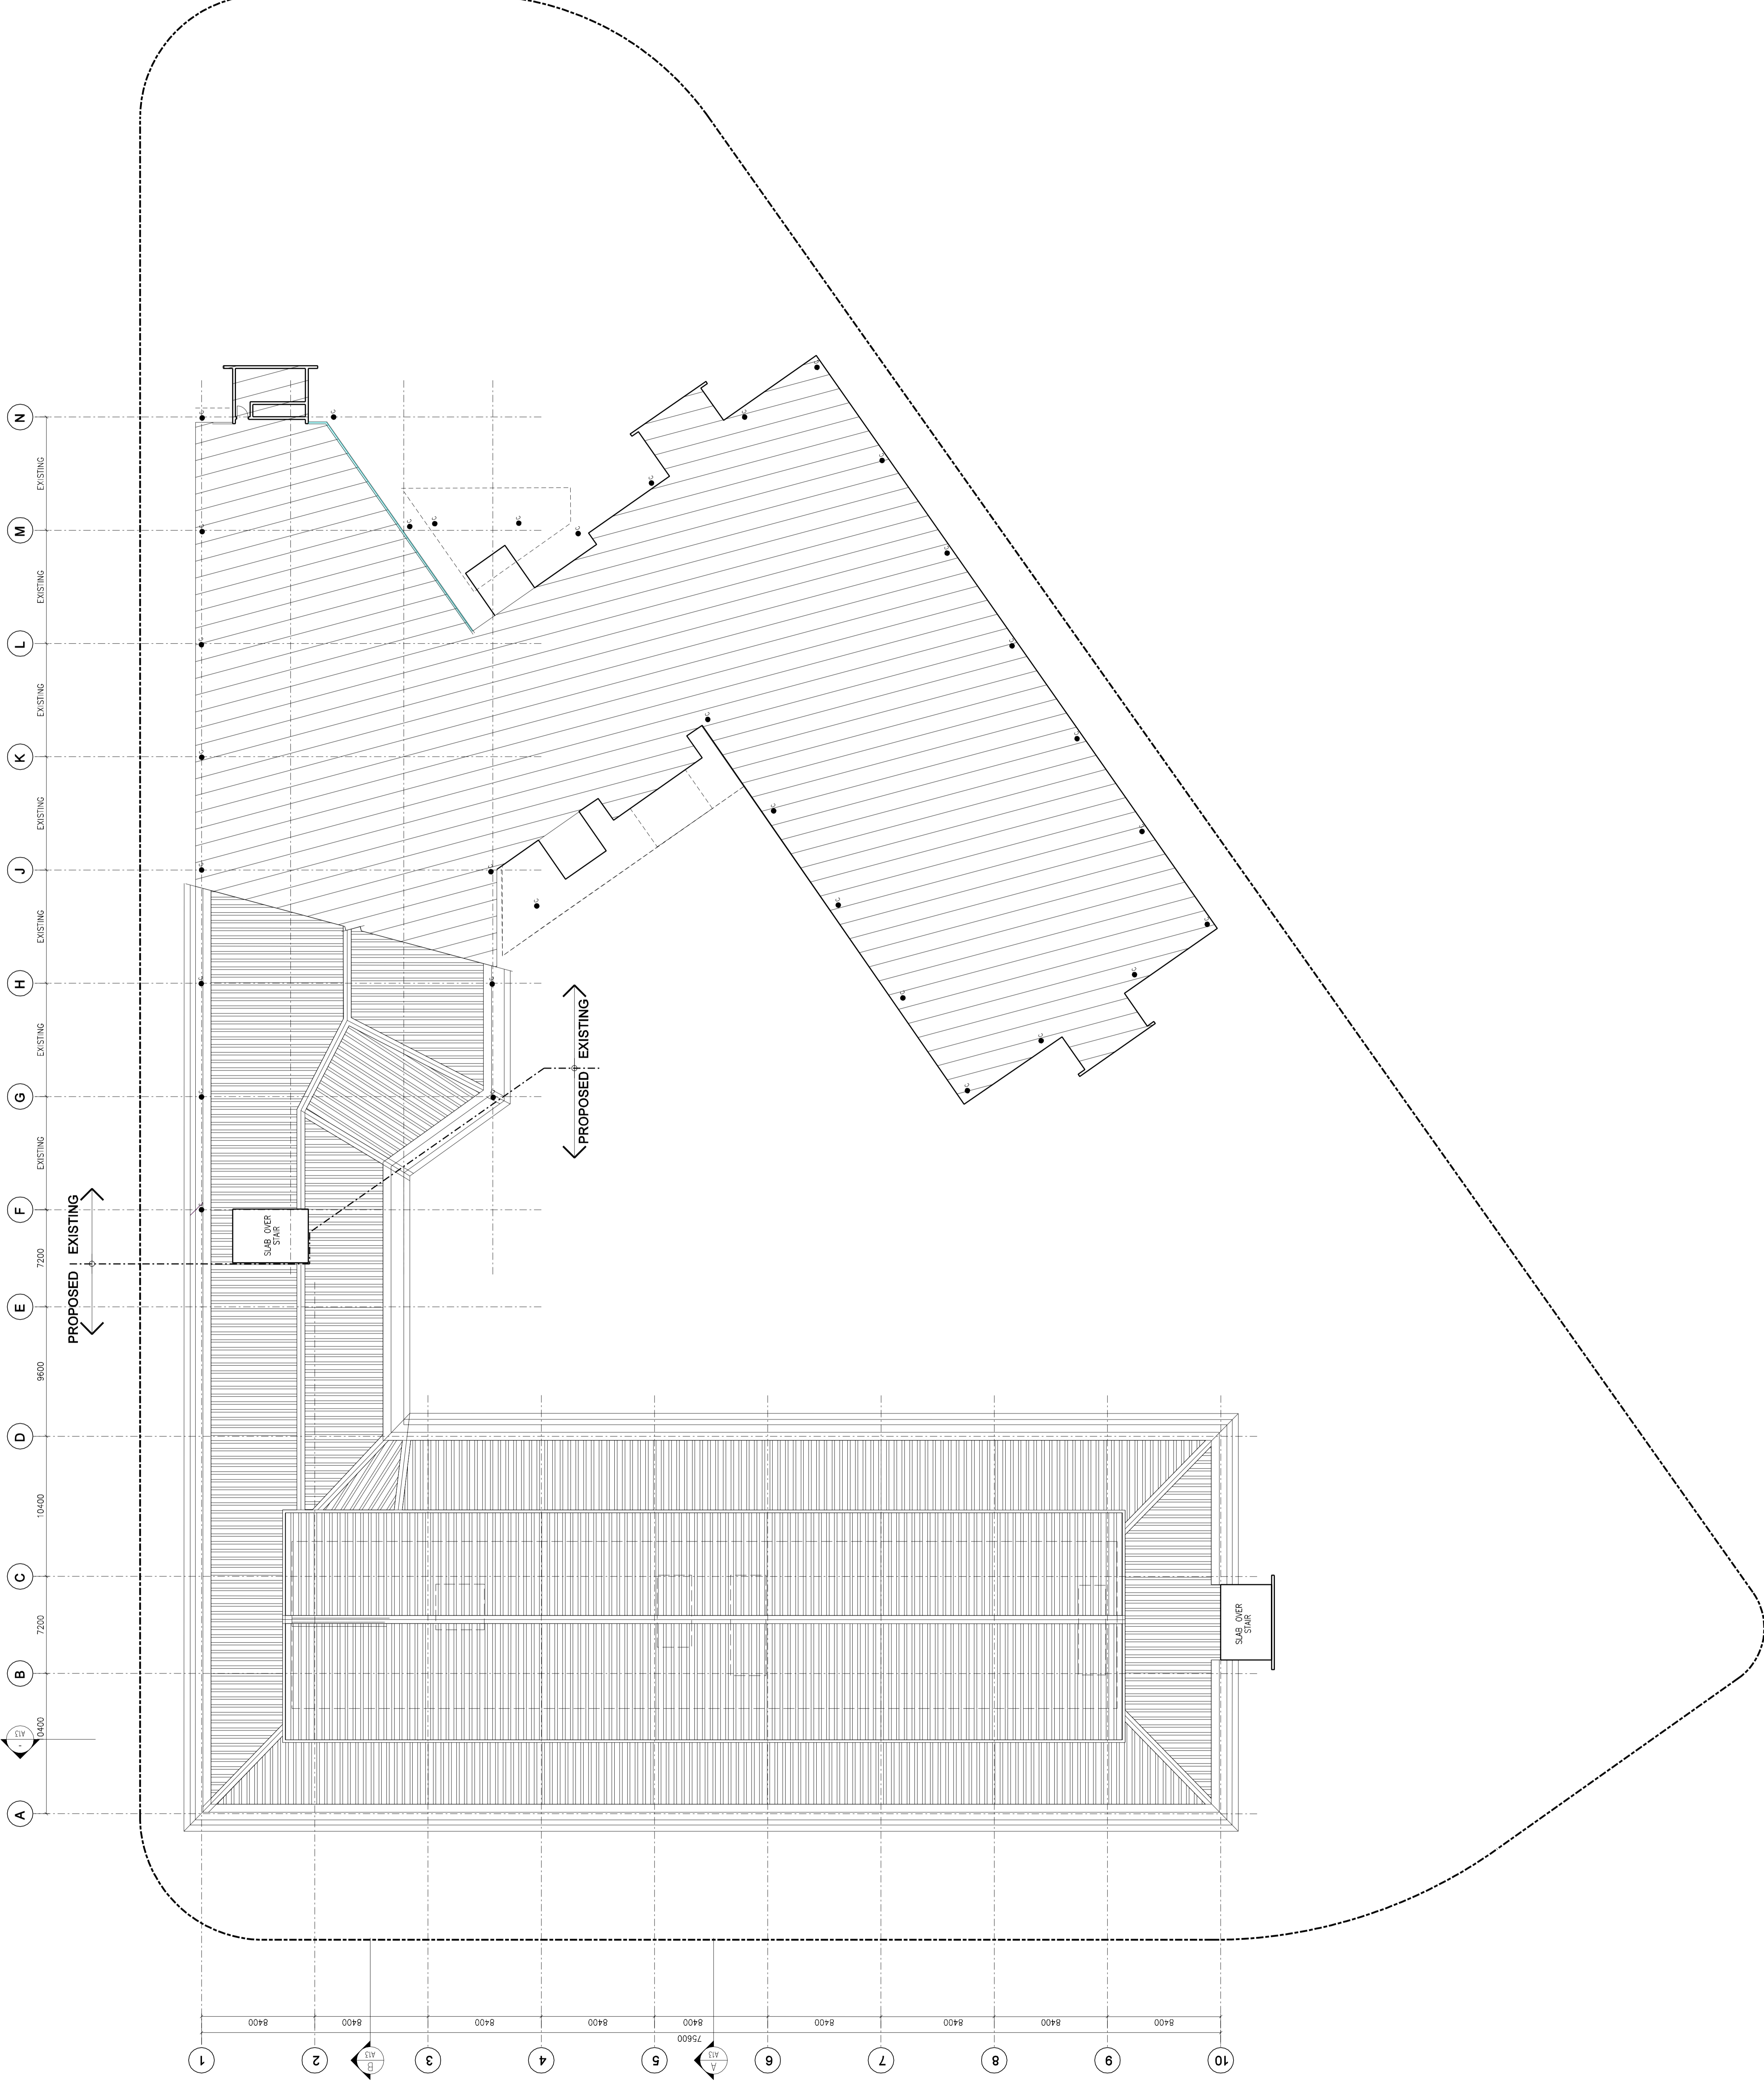 N
EXISTING
M
EXISTING
L
EXISTING
K
EXISTING
J
EXISTING
H
EXISTING
G
EXISTING
F
7200
E
9600
D
10400
C
7200
B
0400
A
-
A13
PROPOSED
EXISTING
PROPOSED
EXISTING
SLAB OVER
STAIR
SLAB OVER
STAIR
8400
8400
8400
8400
8400
8400
8400
8400
8400
75600
1
2
B
A13
3
4
5
A
A13
6
7
8
9
10